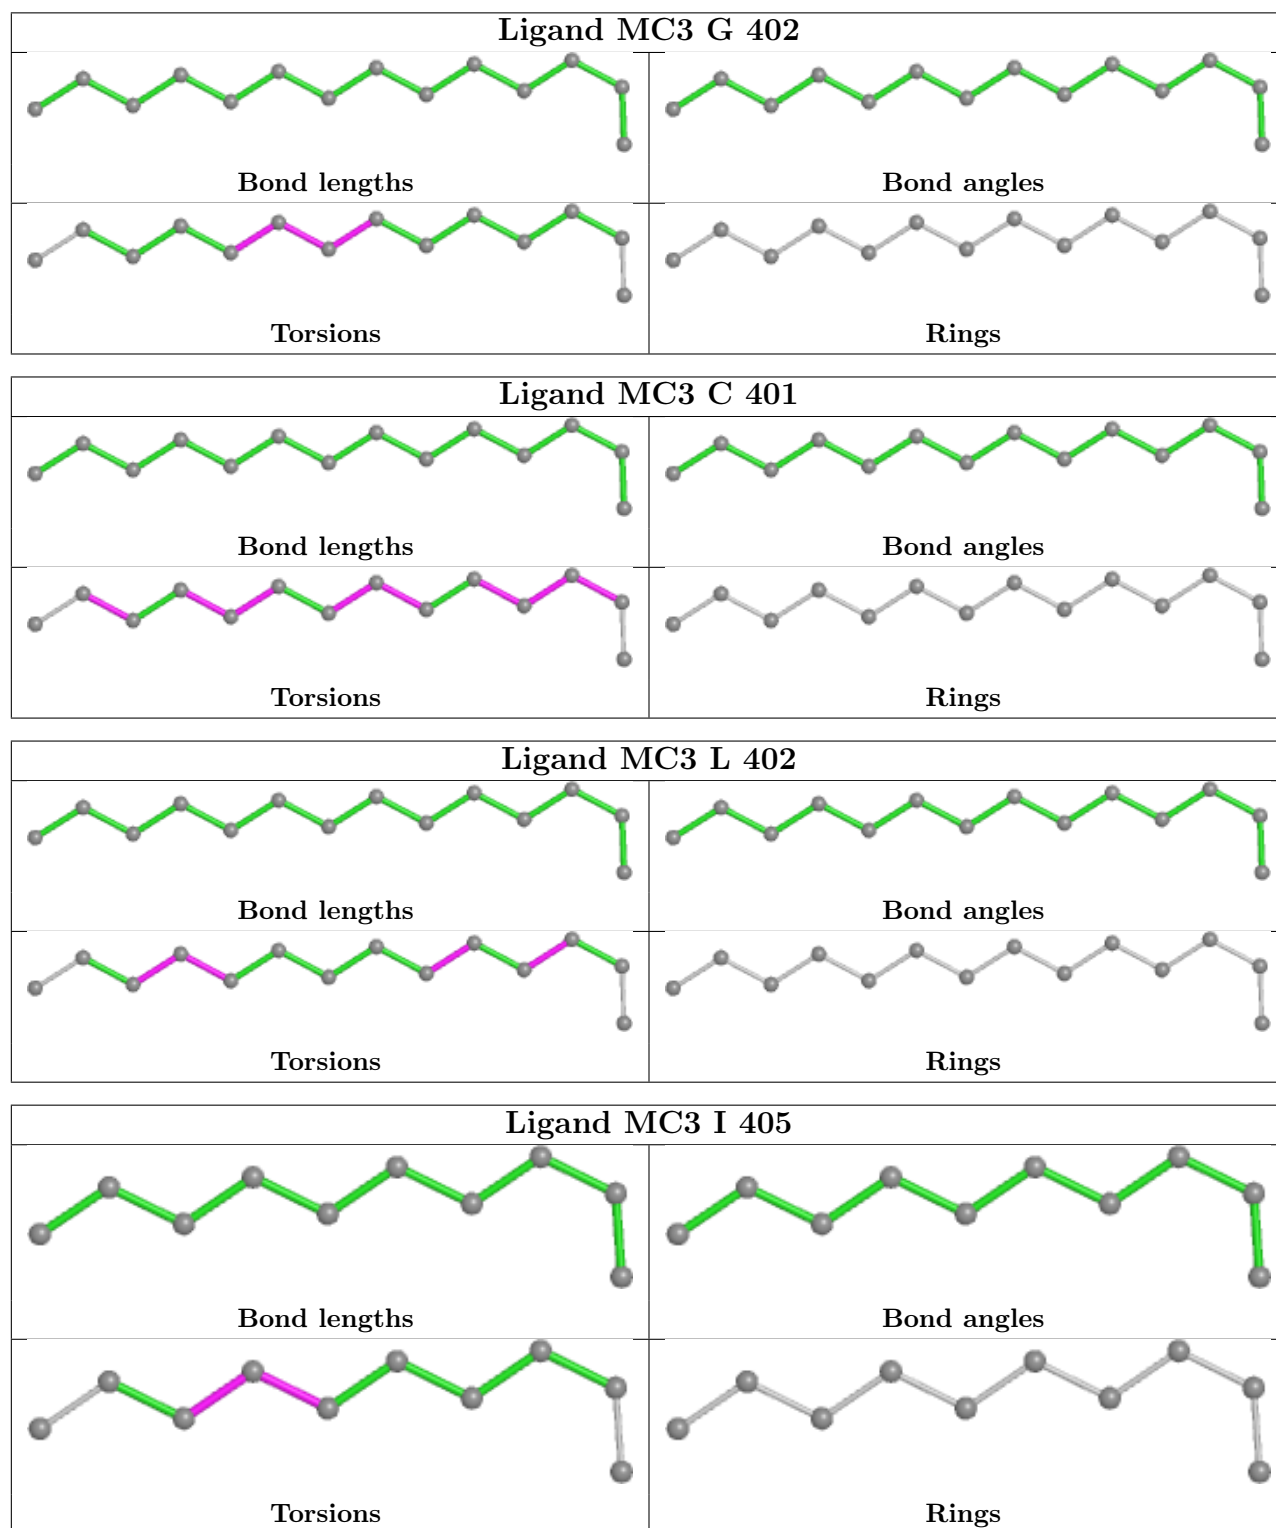 Ligand MC3 G 402
Bond lengths Bond angles
Torsions Rings
Ligand MC3 C 401
Bond lengths Bond angles
Torsions Rings
Ligand MC3 L 402
Bond lengths Bond angles
Torsions Rings
Ligand MC3 I 405
Bond lengths Bond angles
Torsions Rings